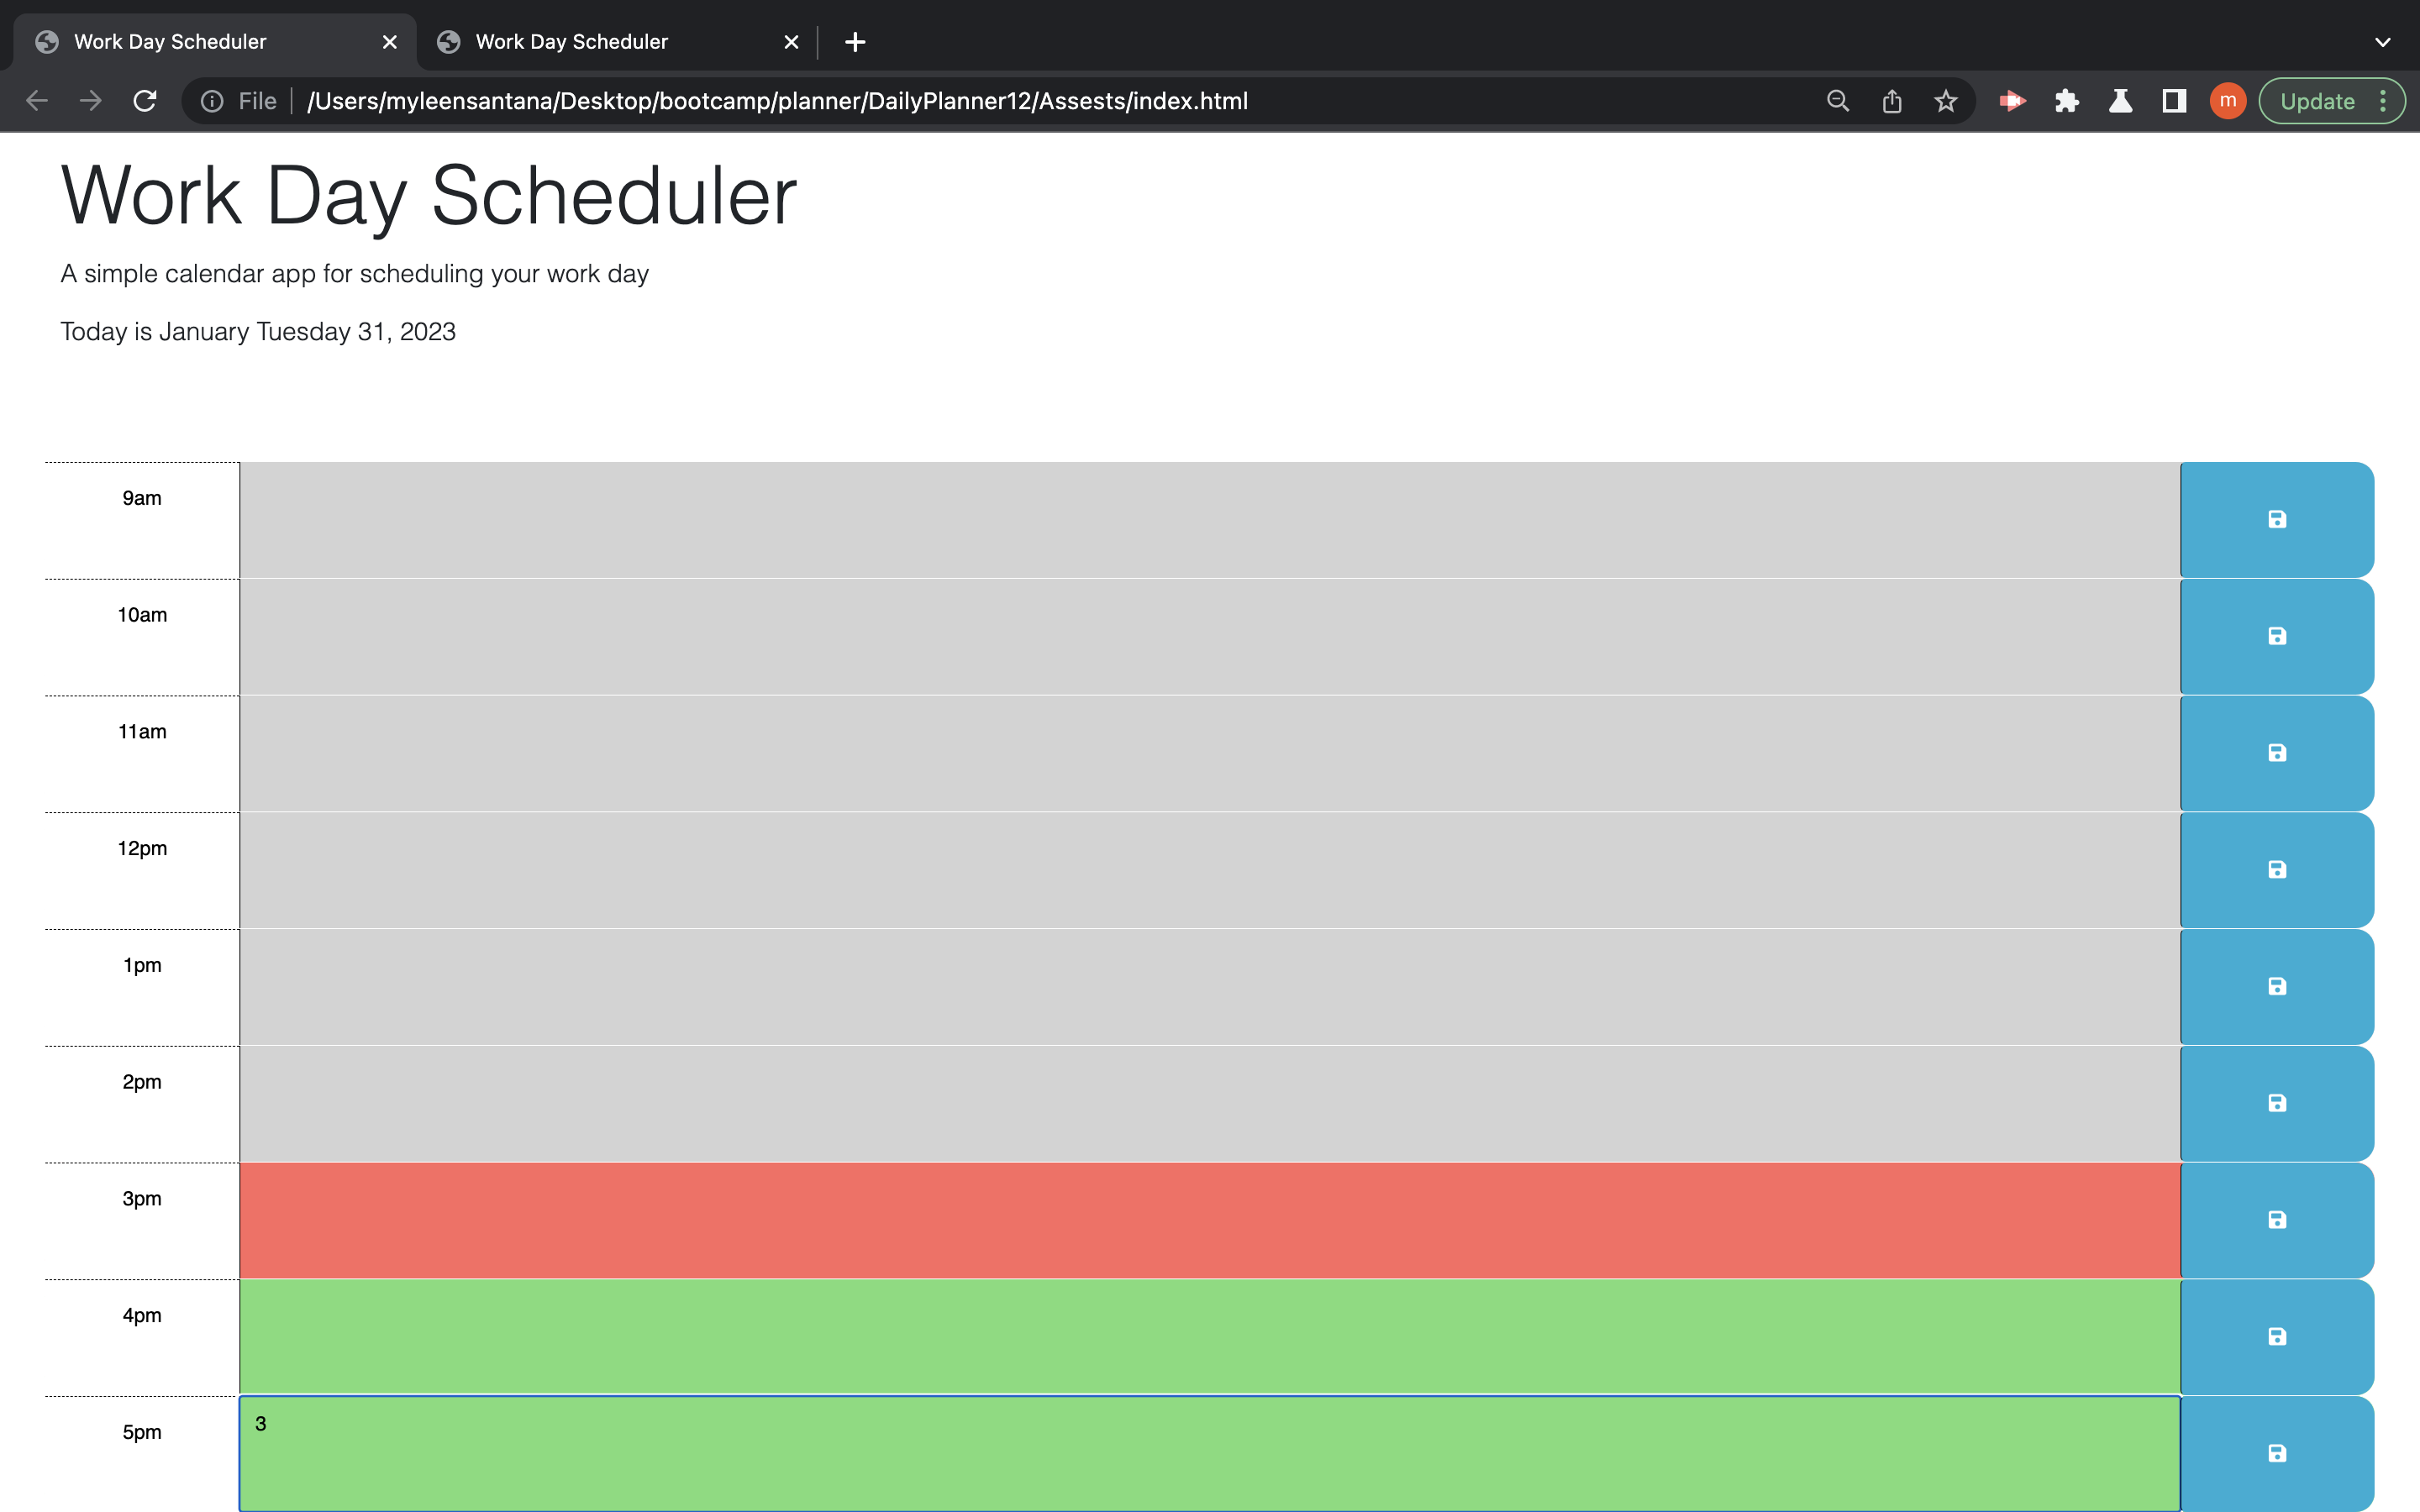 Work Day Scheduler
Work Day Scheduler
File
/Users/myleensantana/Desktop/bootcamp/planner/DailyPlanner12/Assests/index.html
m
Update
Work Day Scheduler
A simple calendar app for scheduling your work day
Today is January Tuesday 31, 2023
9am
10am
11am
12pm
1pm
2pm
3pm
4pm
5pm
3